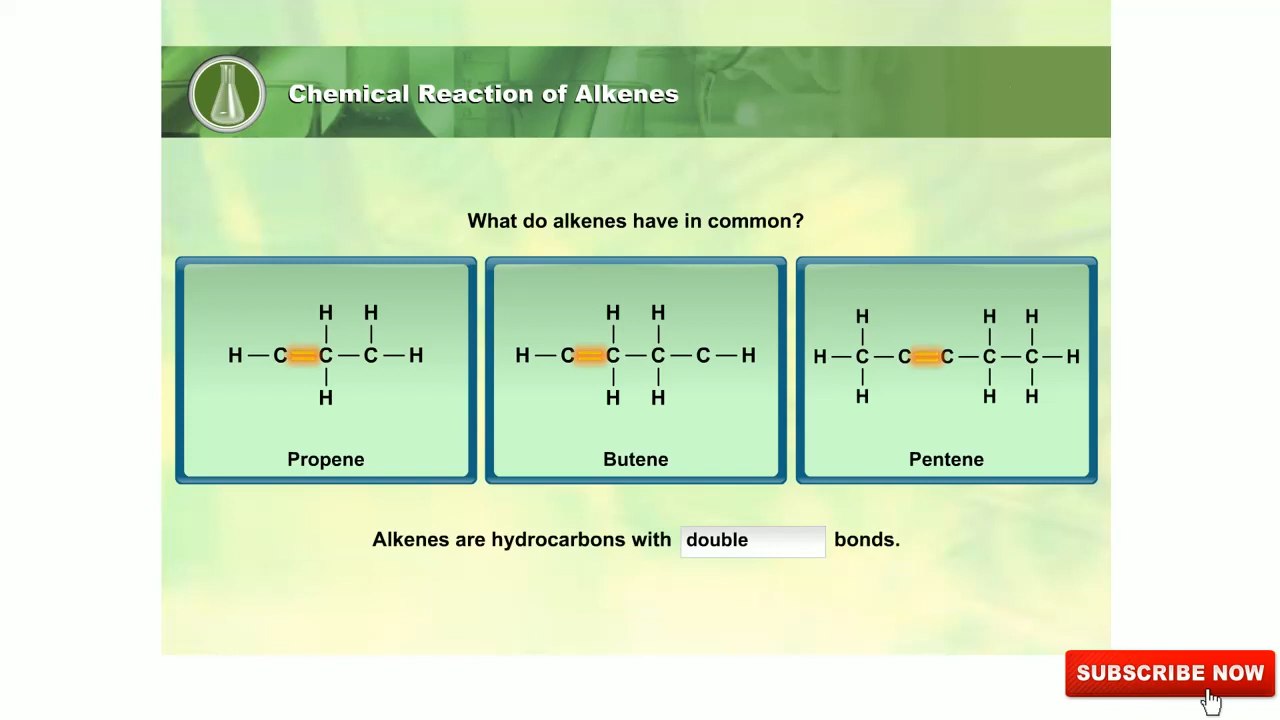 Chemical Reaction of Alkenes
What do alkenes have in common?
H H
H — C = C — C — H
H
Propene
H H
H — C = C — C — C — H
H H
Butene
H H H
H — C — C = C — C — C — H
H H H
Pentene
Alkenes are hydrocarbons with double bonds.
SUBSCRIBE NOW